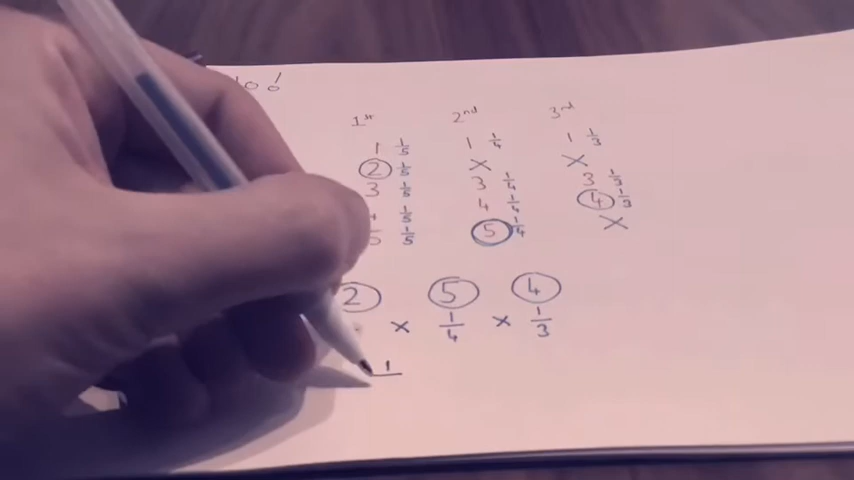 1st 2nd 3rd
1 1/5 1 1/4 1 1/3
2 1/5 X X
3 1/5 3 1/4 3 1/3
1/5 4 1/4 4 1/3
1/5 5 1/4 X
2 5 4
x 1/4 x 1/3
1